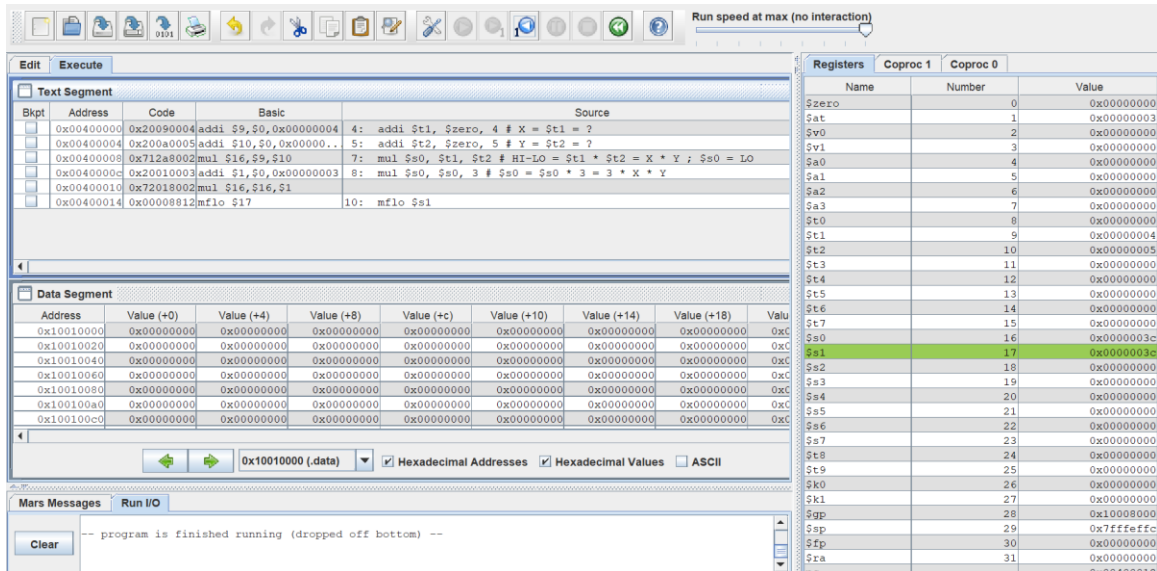 Run speed at max (no interaction)
Edit Execute
Text Segment
Bkpt Address Code Basic Source
0x00400000 0x20090004 addi $9,$0,0x00000004 4: addi $t1, $zero, 4 # X = $t1 = ?
0x00400004 0x200a0005 addi $10,$0,0x00000... 5: addi $t2, $zero, 5 # Y = $t2 = ?
0x00400008 0x712a8002 mul $16,$9,$10 7: mul $s0, $t1, $t2 # HI-LO = $t1 * $t2 = X * Y ; $s0 = LO
0x0040000c 0x20010003 addi $1,$0,0x00000003 8: mul $s0, $s0, 3 # $s0 = $s0 * 3 = 3 * X * Y
0x00400010 0x72018002 mul $16,$16,$1
0x00400014 0x00008812 mflo $17 10: mflo $s1
Data Segment
Address Value (+0) Value (+4) Value (+8) Value (+c) Value (+10) Value (+14) Value (+18) Valu
0x10010000 0x00000000 0x00000000 0x00000000 0x00000000 0x00000000 0x00000000 0x00000000 0x0
0x10010020 0x00000000 0x00000000 0x00000000 0x00000000 0x00000000 0x00000000 0x00000000 0x0
0x10010040 0x00000000 0x00000000 0x00000000 0x00000000 0x00000000 0x00000000 0x00000000 0x0
0x10010060 0x00000000 0x00000000 0x00000000 0x00000000 0x00000000 0x00000000 0x00000000 0x0
0x10010080 0x00000000 0x00000000 0x00000000 0x00000000 0x00000000 0x00000000 0x00000000 0x0
0x100100a0 0x00000000 0x00000000 0x00000000 0x00000000 0x00000000 0x00000000 0x00000000 0x0
0x100100c0 0x00000000 0x00000000 0x00000000 0x00000000 0x00000000 0x00000000 0x00000000 0x0
0x10010000 (.data) Hexadecimal Addresses Hexadecimal Values ASCII
Mars Messages Run I/O
-- program is finished running (dropped off bottom) --
Clear
Registers Coproc 1 Coproc 0
Name Number Value
$zero 0 0x00000000
$at 1 0x00000003
$v0 2 0x00000000
$v1 3 0x00000000
$a0 4 0x00000000
$a1 5 0x00000000
$a2 6 0x00000000
$a3 7 0x00000000
$t0 8 0x00000000
$t1 9 0x00000004
$t2 10 0x00000005
$t3 11 0x00000000
$t4 12 0x00000000
$t5 13 0x00000000
$t6 14 0x00000000
$t7 15 0x00000000
$s0 16 0x0000003c
$s1 17 0x0000003c
$s2 18 0x00000000
$s3 19 0x00000000
$s4 20 0x00000000
$s5 21 0x00000000
$s6 22 0x00000000
$s7 23 0x00000000
$t8 24 0x00000000
$t9 25 0x00000000
$k0 26 0x00000000
$k1 27 0x00000000
$gp 28 0x10008000
$sp 29 0x7fffeffc
$fp 30 0x00000000
$ra 31 0x00000000